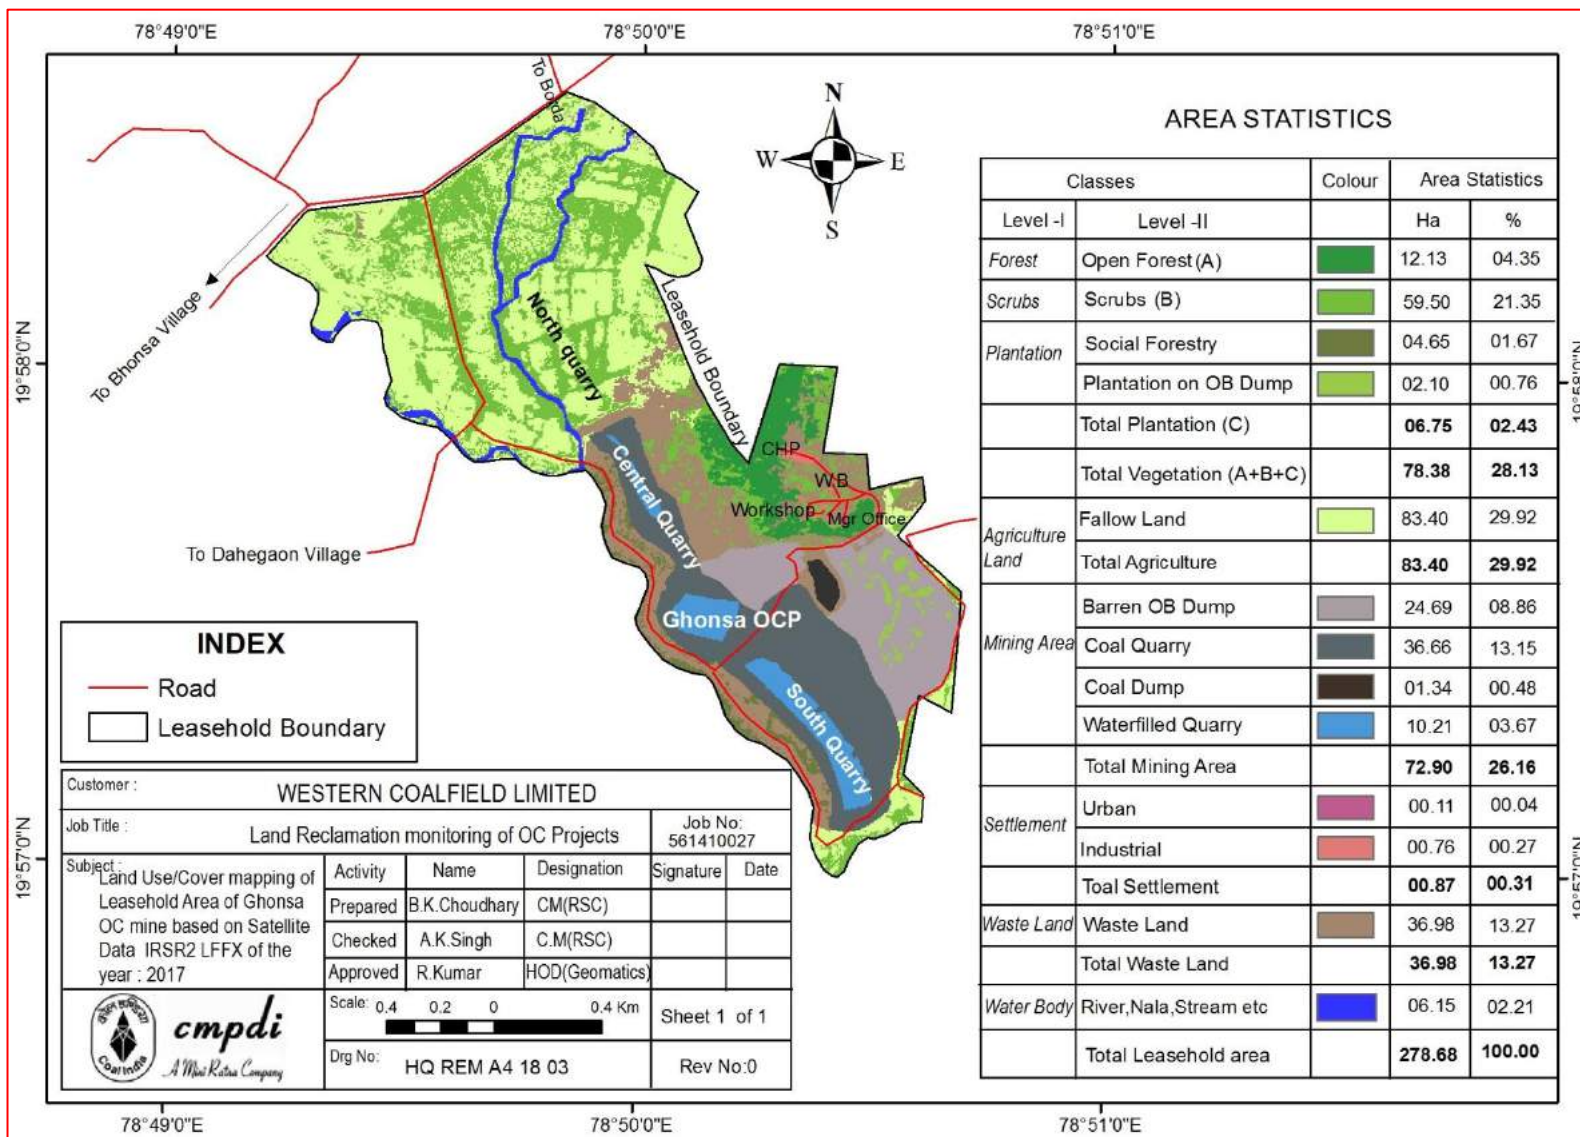 78°49'0"E 78°50'0"E 78°51'0"E
To Borda
N
W E
S
To Bhonsa Village
North quarry
Leasehold Boundary
19°58'0"N
19°58'0"N
CHP
W.B
Workshop
Mgr Office
Central Quarry
To Dahegaon Village
Ghonsa OCP
South Quarry
19°57'0"N
19°57'0"N
INDEX
Road
Leasehold Boundary
AREA STATISTICS
Classes Colour Area Statistics
Level -I Level -II Ha %
Forest Open Forest (A) 12.13 04.35
Scrubs Scrubs (B) 59.50 21.35
Plantation Social Forestry 04.65 01.67
Plantation on OB Dump 02.10 00.76
Total Plantation (C) 06.75 02.43
Total Vegetation (A+B+C) 78.38 28.13
Agriculture Land Fallow Land 83.40 29.92
Total Agriculture 83.40 29.92
Mining Area Barren OB Dump 24.69 08.86
Coal Quarry 36.66 13.15
Coal Dump 01.34 00.48
Waterfilled Quarry 10.21 03.67
Total Mining Area 72.90 26.16
Settlement Urban 00.11 00.04
Industrial 00.76 00.27
Toal Settlement 00.87 00.31
Waste Land Waste Land 36.98 13.27
Total Waste Land 36.98 13.27
Water Body River,Nala,Stream etc 06.15 02.21
Total Leasehold area 278.68 100.00
Customer : WESTERN COALFIELD LIMITED
Job Title : Land Reclamation monitoring of OC Projects
Job No:
561410027
Subject :
Land Use/Cover mapping of
Leasehold Area of Ghonsa
OC mine based on Satellite
Data IRSR2 LFFX of the
year : 2017
Activity Name Designation Signature Date
Prepared B.K.Choudhary CM(RSC)
Checked A.K.Singh C.M(RSC)
Approved R.Kumar HOD(Geomatics)
Coal India
cmpdi
A Mini Ratna Company
Scale: 0.4 0.2 0 0.4 Km
Sheet 1 of 1
Drg No: HQ REM A4 18 03
Rev No:0
78°49'0"E 78°50'0"E 78°51'0"E